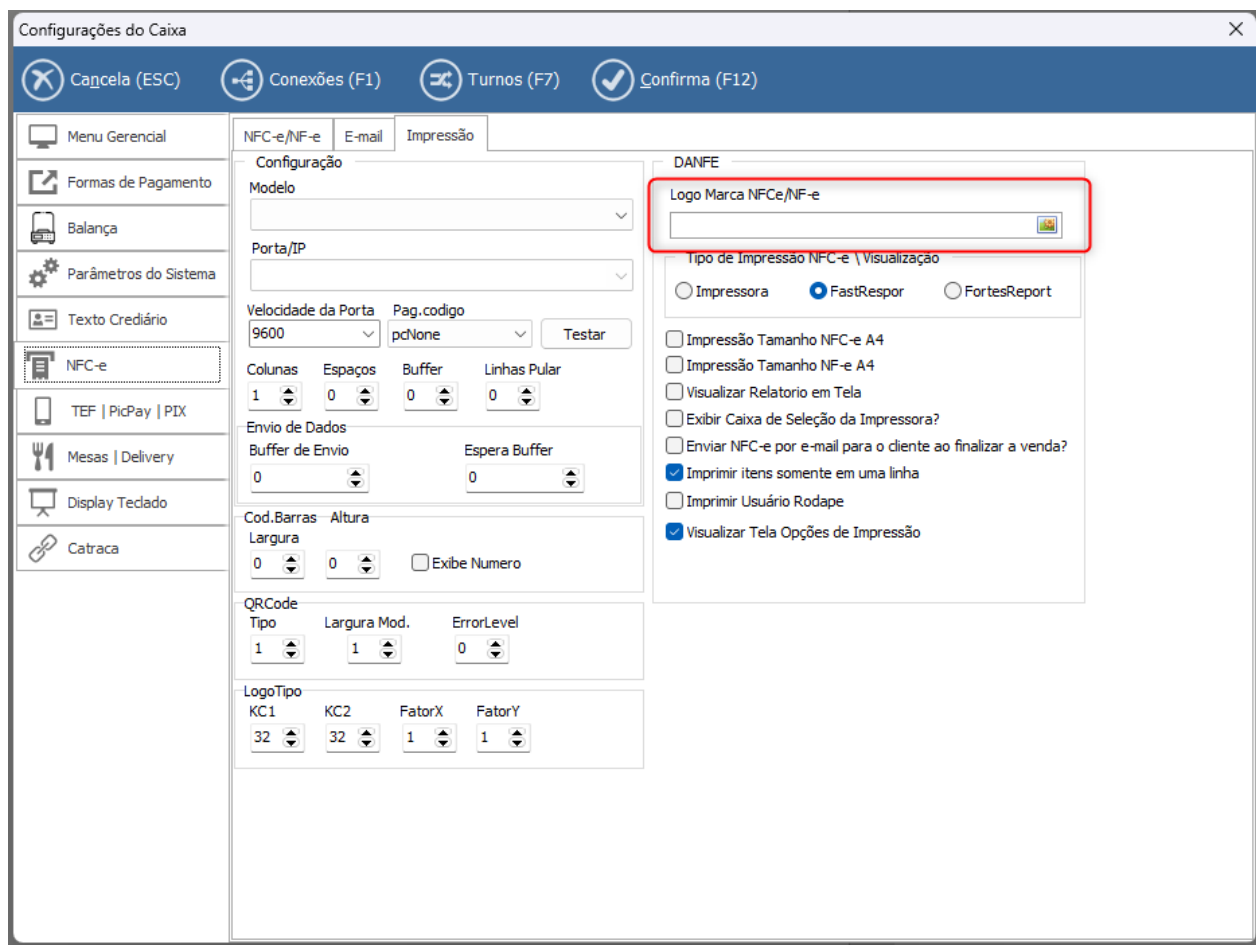 Configurações do Caixa
Cancela (ESC) Conexões (F1) Turnos (F7) Confirma (F12)
Menu Gerencial
Formas de Pagamento
Balança
Parâmetros do Sistema
Texto Crediário
NFC-e
TEF | PicPay | PIX
Mesas | Delivery
Display Teclado
Catraca
NFC-e/NF-e E-mail Impressão
Configuração
Modelo
Porta/IP
Velocidade da Porta Pag.codigo
9600 pcNone Testar
Colunas Espaços Buffer Linhas Pular
1 0 0 0
Envio de Dados
Buffer de Envio Espera Buffer
0 0
Cod.Barras Altura
Largura
0 0 Exibe Numero
QRCode
Tipo Largura Mod. ErrorLevel
1 1 0
LogoTipo
KC1 KC2 FatorX FatorY
32 32 1 1
DANFE
Logo Marca NFCe/NF-e
Tipo de Impressão NFC-e \ Visualização
Impressora FastRespor FortesReport
Impressão Tamanho NFC-e A4
Impressão Tamanho NF-e A4
Visualizar Relatorio em Tela
Exibir Caixa de Seleção da Impressora?
Enviar NFC-e por e-mail para o cliente ao finalizar a venda?
Imprimir itens somente em uma linha
Imprimir Usuário Rodape
Visualizar Tela Opções de Impressão